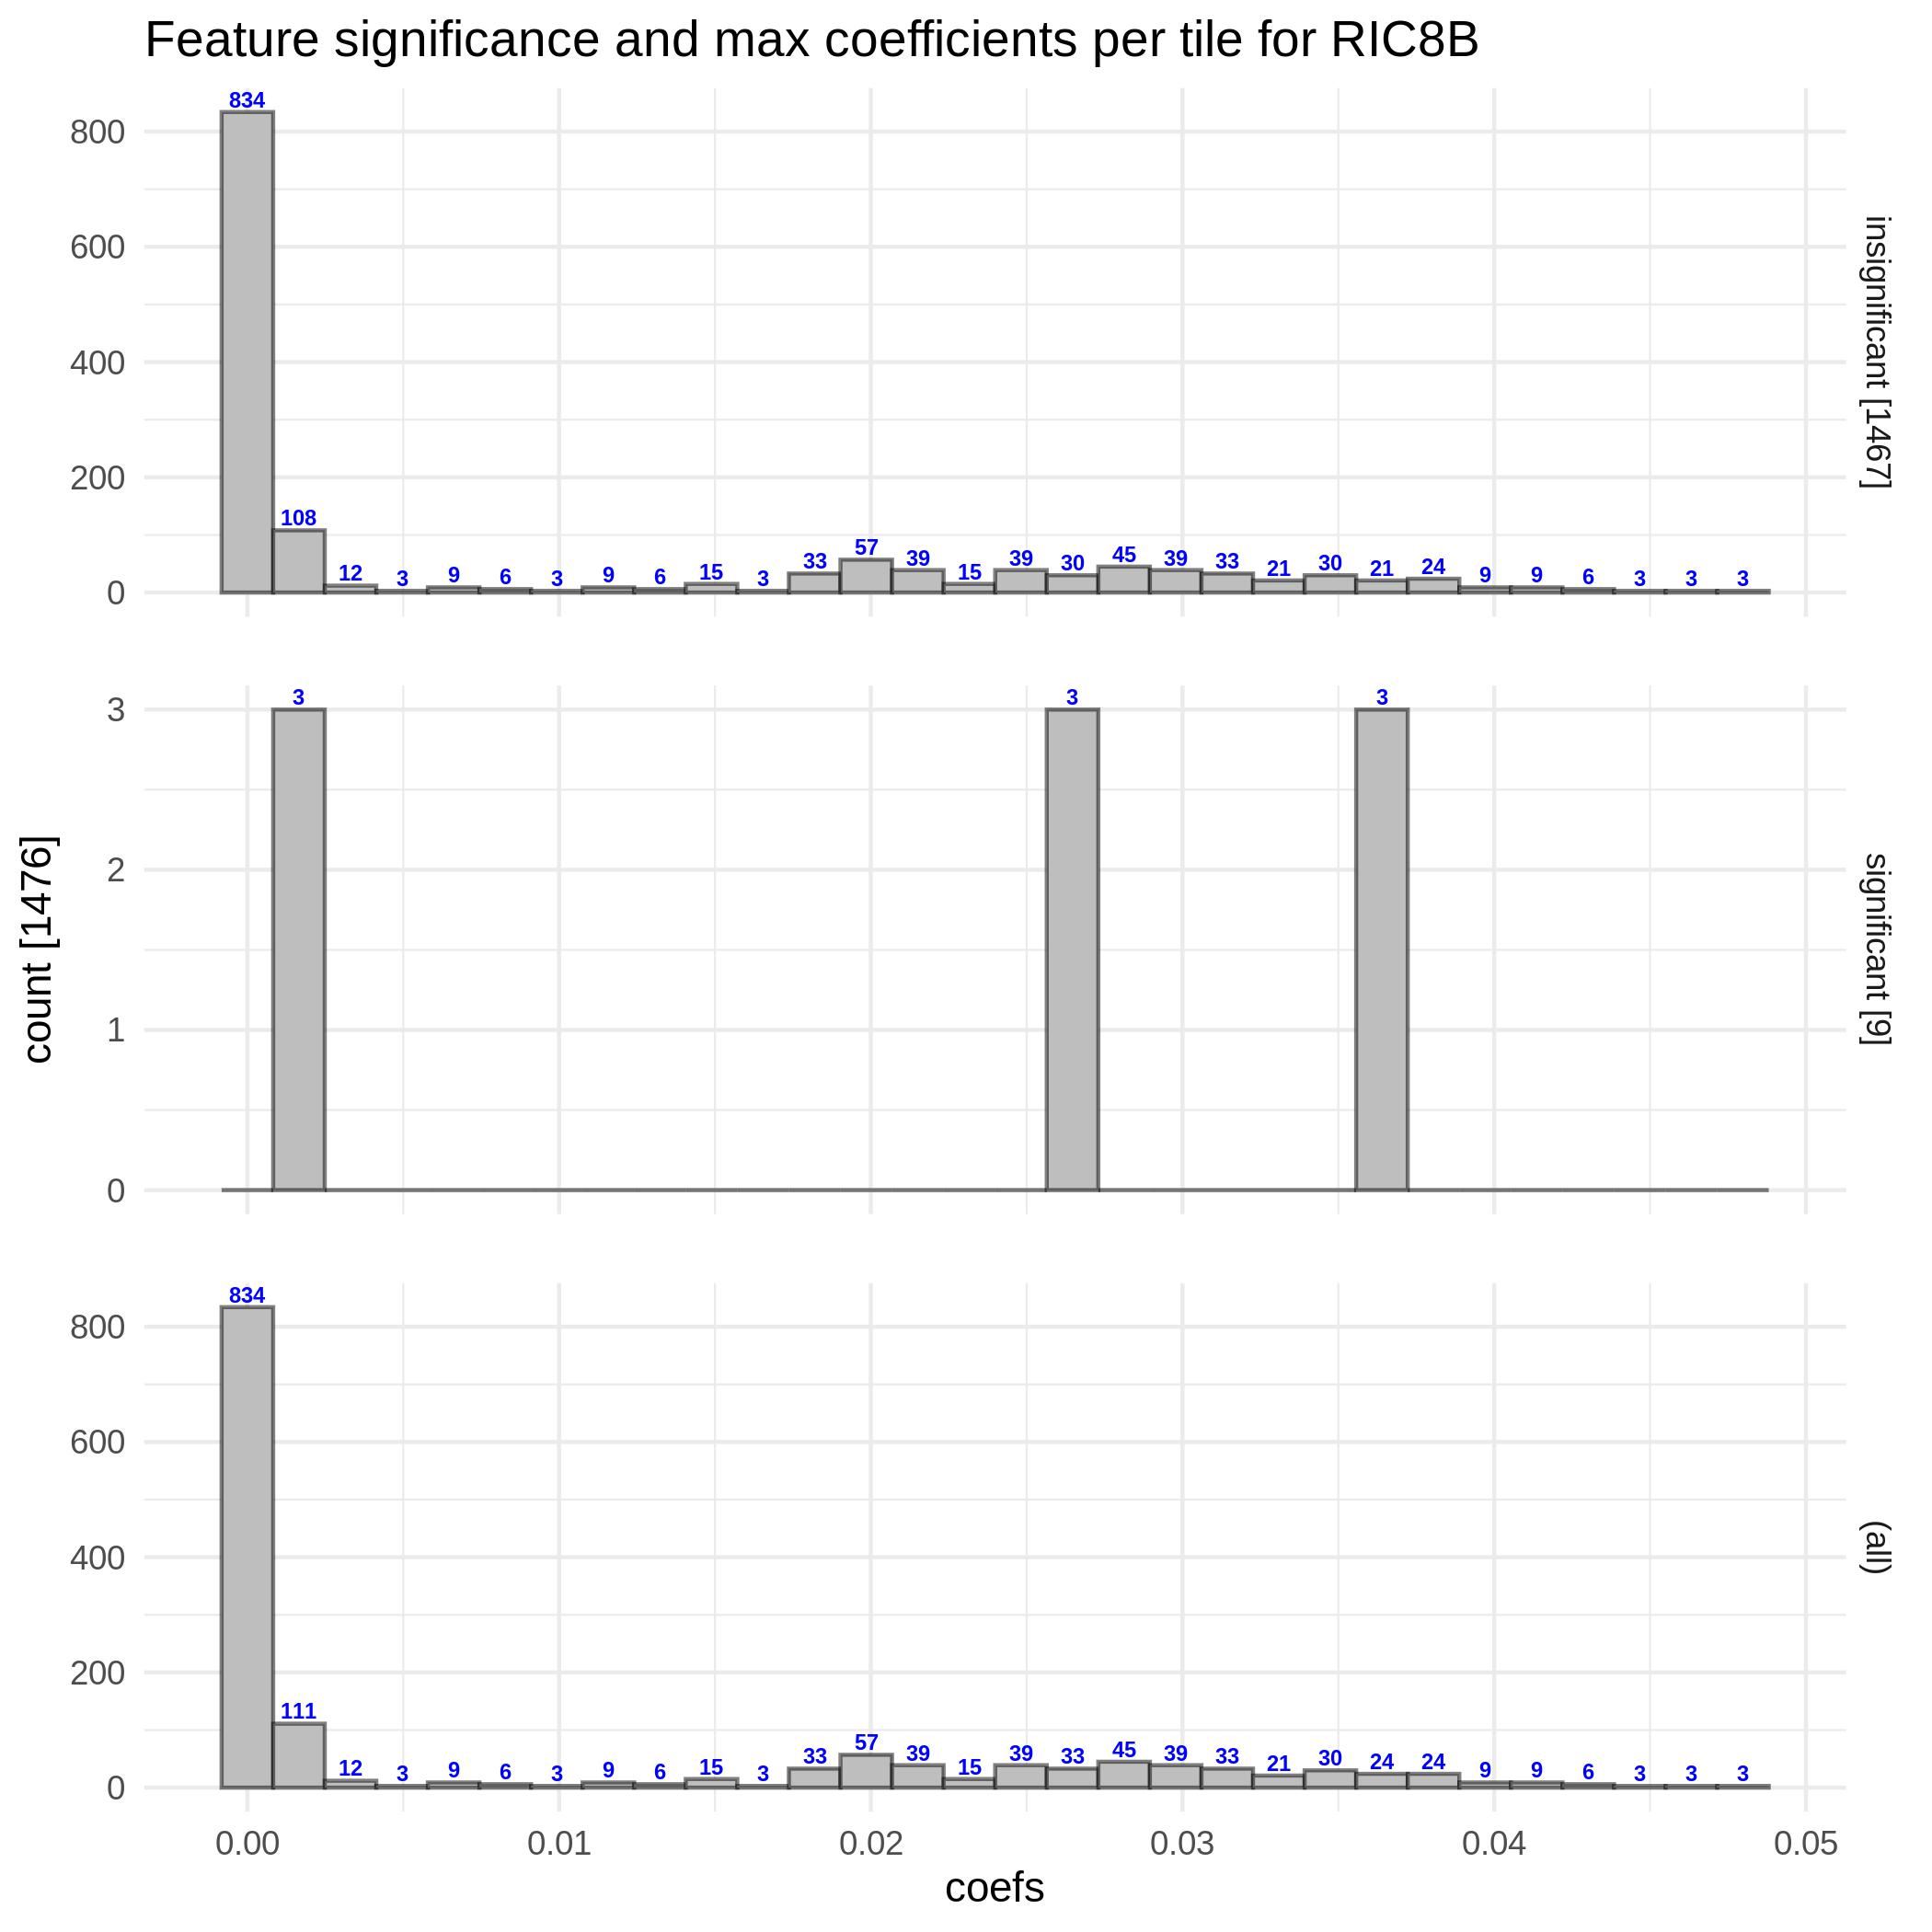 Feature significance and max coefficients per tile for RIC8B
834
800
600
400
200
0
108 12 3 9 6 3 9 6 15 3 33 57 39 15 39 30 45 39 33 21 30 21 24 9 9 6 3 3 3
insignificant [1467]
3 3 3
3
2
1
0
significant [9]
count [1476]
834
800
600
400
200
0
111 12 3 9 6 3 9 6 15 3 33 57 39 15 39 33 45 39 33 21 30 24 24 9 9 6 3 3 3
(all)
0.00 0.01 0.02 0.03 0.04 0.05
coefs